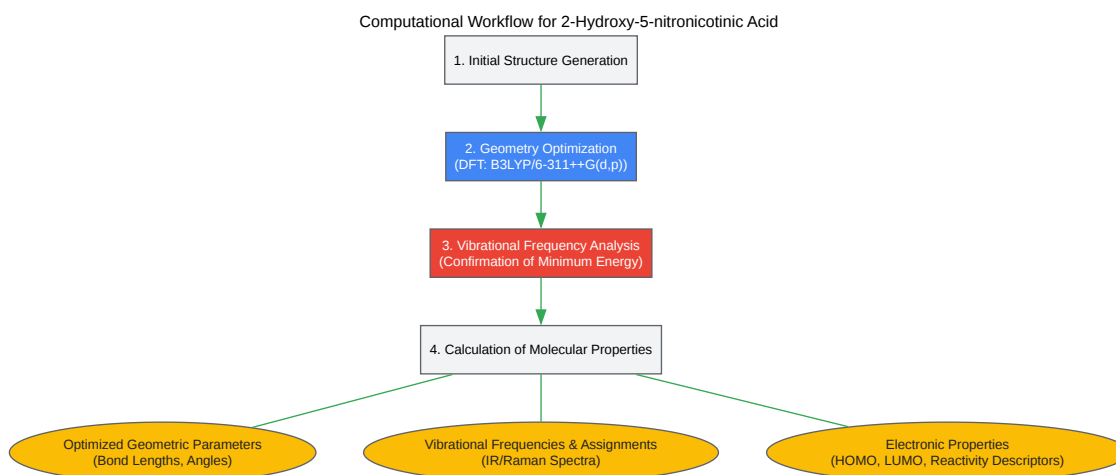 Computational Workflow for 2-Hydroxy-5-nitronicotinic Acid
1. Initial Structure Generation
2. Geometry Optimization
(DFT: B3LYP/6-311++G(d,p))
3. Vibrational Frequency Analysis
(Confirmation of Minimum Energy)
4. Calculation of Molecular Properties
Optimized Geometric Parameters
(Bond Lengths, Angles)
Vibrational Frequencies & Assignments
(IR/Raman Spectra)
Electronic Properties
(HOMO, LUMO, Reactivity Descriptors)